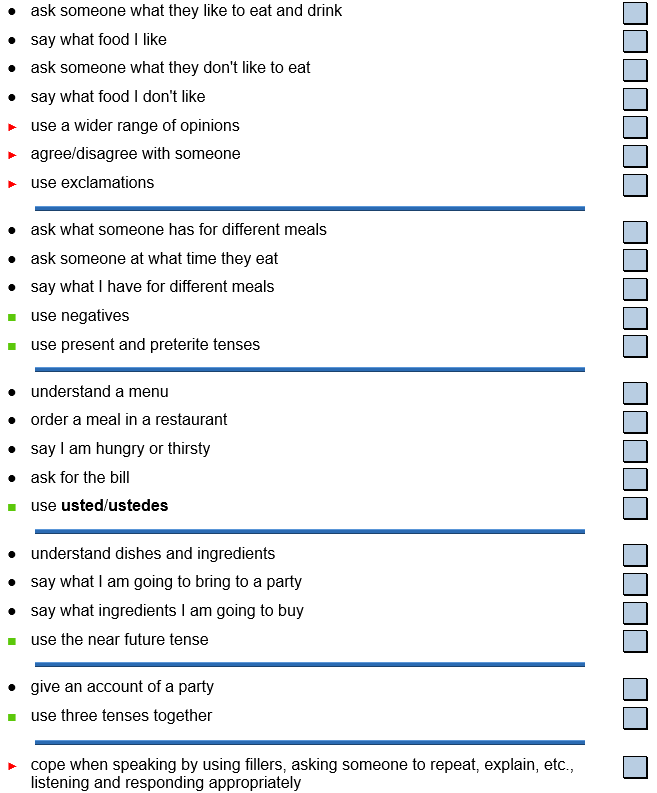 ask someone what they like to eat and drink
say what food I like
ask someone what they don't like to eat
say what food I don't like
use a wider range of opinions
agree/disagree with someone
use exclamations
ask what someone has for different meals
ask someone at what time they eat
say what I have for different meals
use negatives
use present and preterite tenses
understand a menu
order a meal in a restaurant
say I am hungry or thirsty
ask for the bill
use usted/ustedes
understand dishes and ingredients
say what I am going to bring to a party
say what ingredients I am going to buy
use the near future tense
give an account of a party
use three tenses together
cope when speaking by using fillers, asking someone to repeat, explain, etc.,
listening and responding appropriately